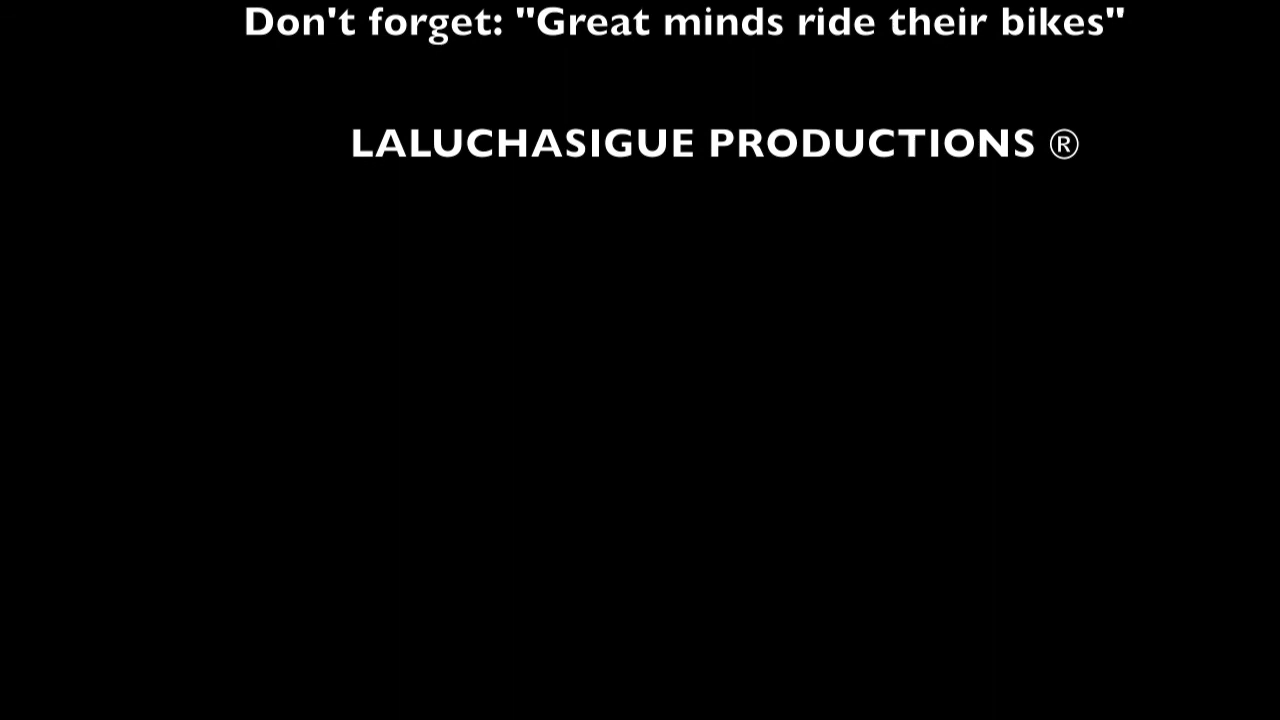 Don't forget: "Great minds ride their bikes"
LALUCHASIGUE PRODUCTIONS ®